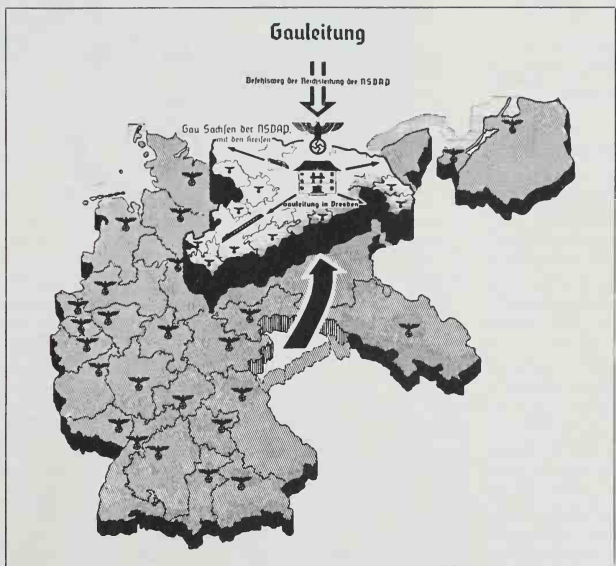 Gauleitung
Befehlsweg der Reichsleitung der NSDAP
Gau Sachsen der NSDAP,
mit den Kreisen
Gauleitung in Dresden